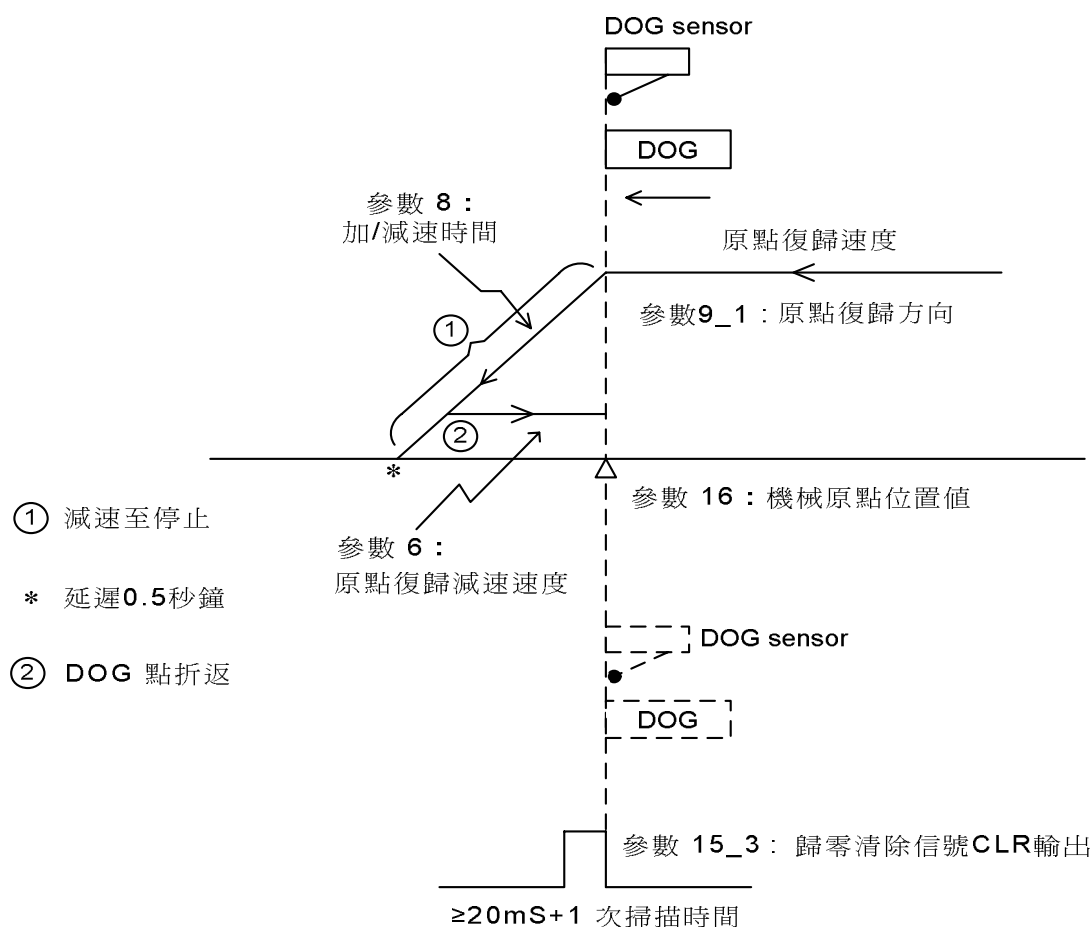 DOG sensor
DOG
參數 8：
加/減速時間
原點復歸速度
參數9_1：原點復歸方向
①
②
*
參數 16：機械原點位置值
① 減速至停止
參數 6：
原點復歸減速速度
* 延遲0.5秒鐘
DOG sensor
② DOG 點折返
DOG
參數 15_3：歸零清除信號CLR輸出
≥20mS+1 次掃描時間